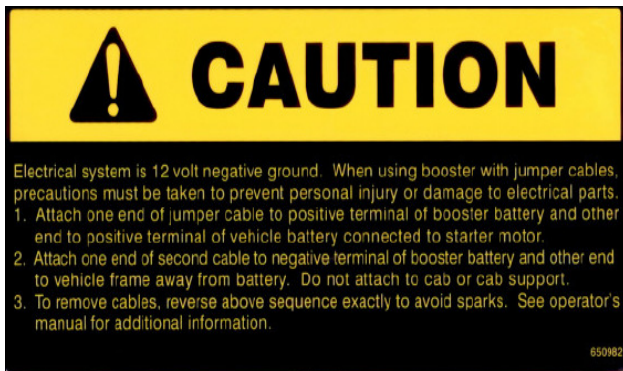 CAUTION
Electrical system is 12 volt negative ground.  When using booster with jumper cables,
precautions must be taken to prevent personal injury or damage to electrical parts.
1.  Attach one end of jumper cable to positive terminal of booster battery and other
end to positive terminal of vehicle battery connected to starter motor.
2.  Attach one end of second cable to negative terminal of booster battery and other end
to vehicle frame away from battery.  Do not attach to cab or cab support.
3.  To remove cables, reverse above sequence exactly to avoid sparks.  See operator's
manual for additional information.
650982